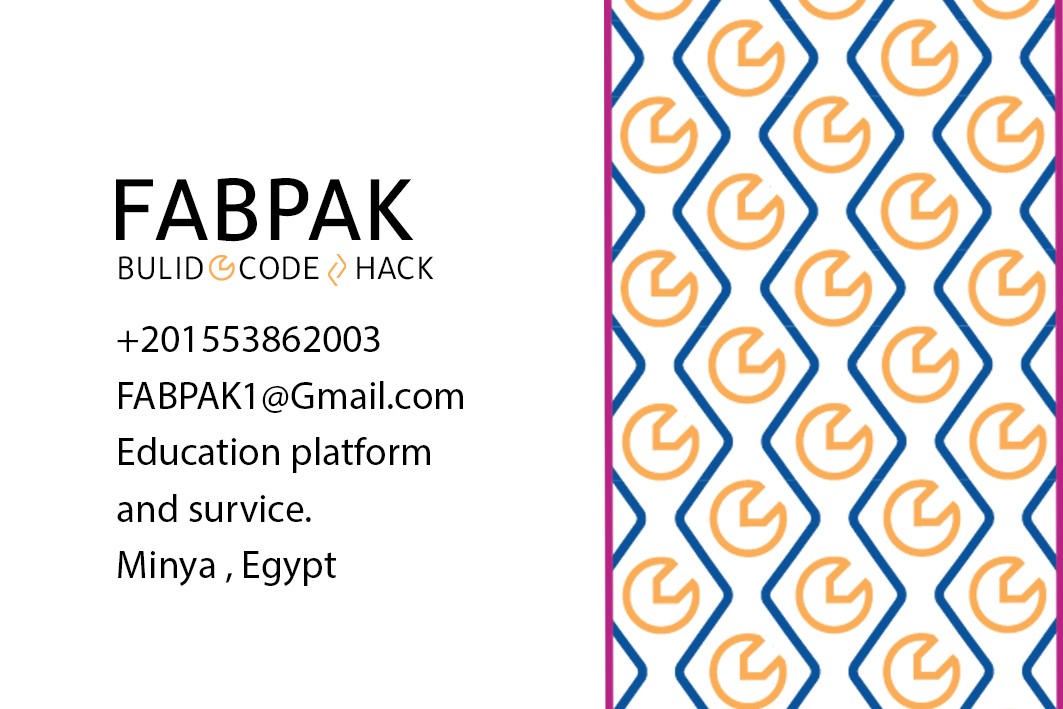 FABPAK
BULID CODE HACK
+201553862003
FABPAK1@Gmail.com
Education platform
and survice.
Minya , Egypt